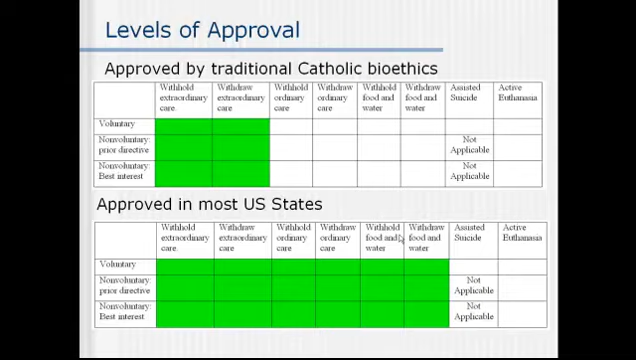 Levels of Approval
Approved by traditional Catholic bioethics
Withhold extraordinary care
Withdraw extraordinary care
Withhold ordinary care
Withdraw ordinary care
Withhold food and water
Withdraw food and water
Assisted Suicide
Active Euthanasia
Voluntary
Nonvoluntary: prior directive
Not Applicable
Nonvoluntary: Best interest
Not Applicable
Approved in most US States
Withhold extraordinary care
Withdraw extraordinary care
Withhold ordinary care
Withdraw ordinary care
Withhold food and water
Withdraw food and water
Assisted Suicide
Active Euthanasia
Voluntary
Nonvoluntary: prior directive
Not Applicable
Nonvoluntary: Best interest
Not Applicable